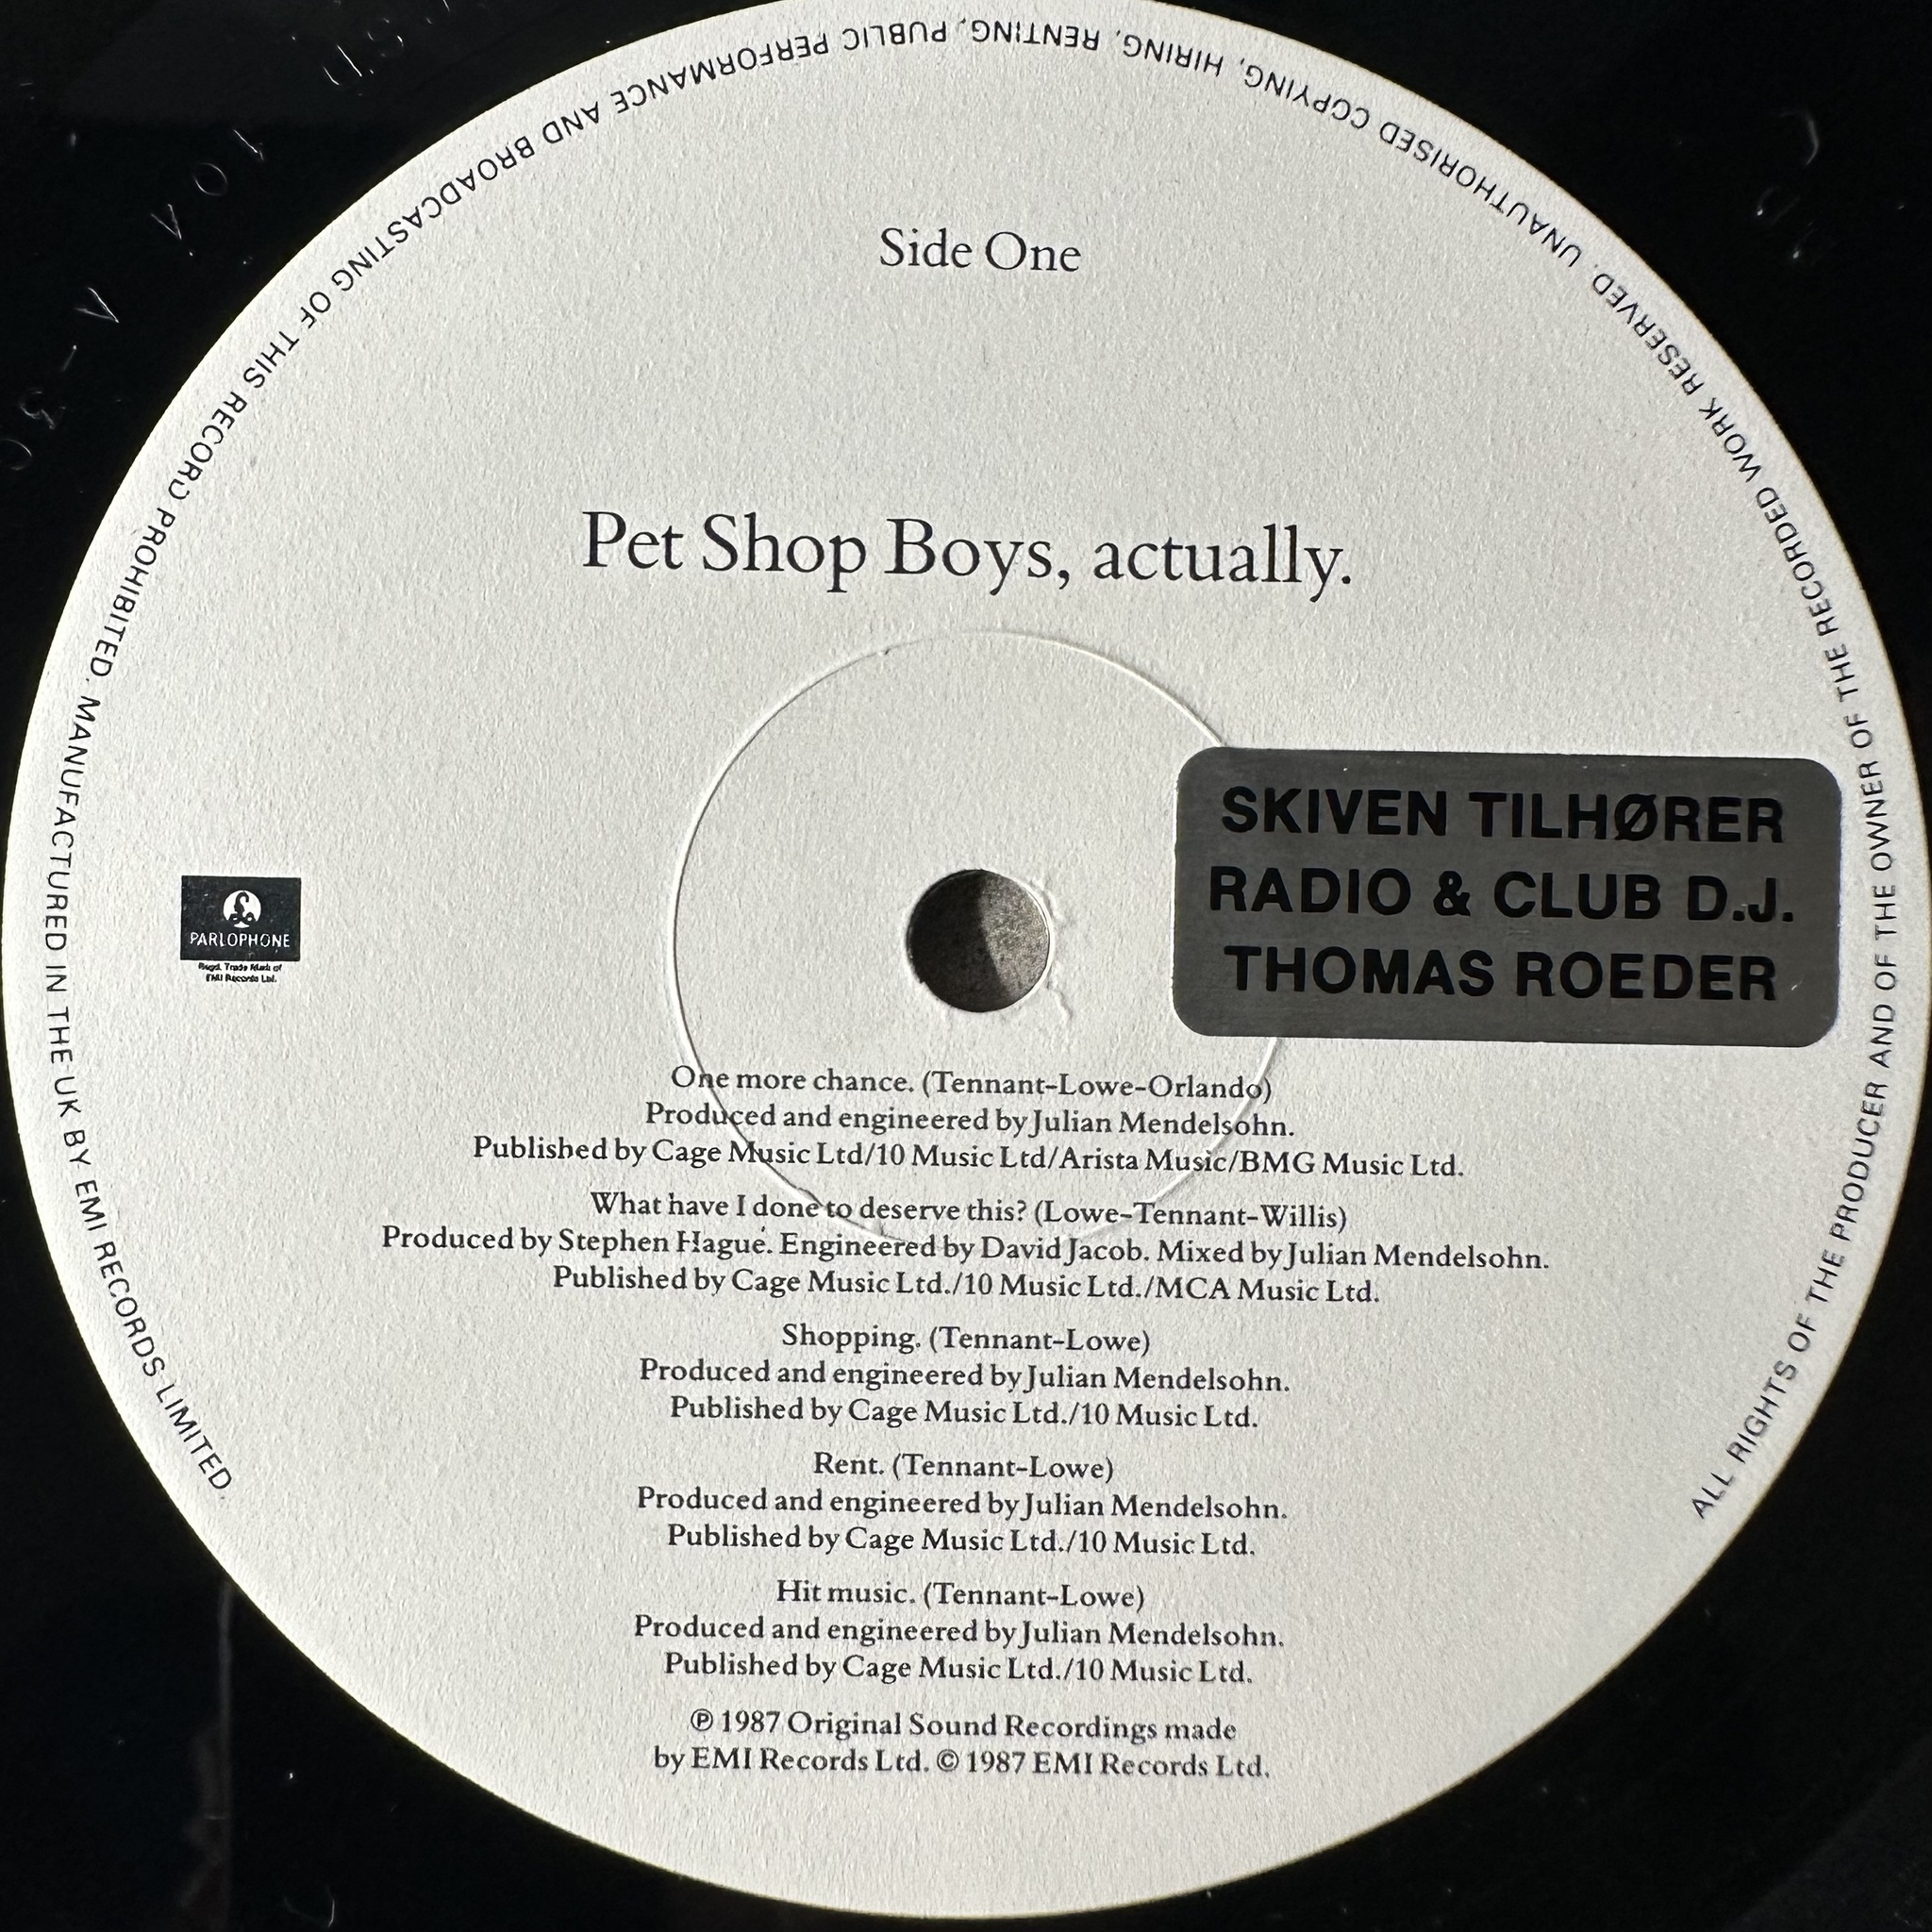 Side One
Pet Shop Boys, actually.
SKIVEN TILHØRER
RADIO & CLUB D.J.
THOMAS ROEDER
PARLOPHONE
Regd. Trade Mark of
EMI Records Ltd.
One more chance. (Tennant-Lowe-Orlando)
Produced and engineered by Julian Mendelsohn.
Published by Cage Music Ltd/10 Music Ltd/Arista Music/BMG Music Ltd.
What have I done to deserve this? (Lowe-Tennant-Willis)
Produced by Stephen Hague. Engineered by David Jacob. Mixed by Julian Mendelsohn.
Published by Cage Music Ltd./10 Music Ltd./MCA Music Ltd.
Shopping. (Tennant-Lowe)
Produced and engineered by Julian Mendelsohn.
Published by Cage Music Ltd./10 Music Ltd.
Rent. (Tennant-Lowe)
Produced and engineered by Julian Mendelsohn.
Published by Cage Music Ltd./10 Music Ltd.
Hit music. (Tennant-Lowe)
Produced and engineered by Julian Mendelsohn.
Published by Cage Music Ltd./10 Music Ltd.
℗ 1987 Original Sound Recordings made
by EMI Records Ltd. © 1987 EMI Records Ltd.
ALL RIGHTS OF THE PRODUCER AND OF THE OWNER OF THE RECORDED WORK RESERVED. UNAUTHORISED COPYING, HIRING, RENTING, PUBLIC PERFORMANCE AND BROADCASTING OF THIS RECORD PROHIBITED. MANUFACTURED IN THE UK BY EMI RECORDS LIMITED.